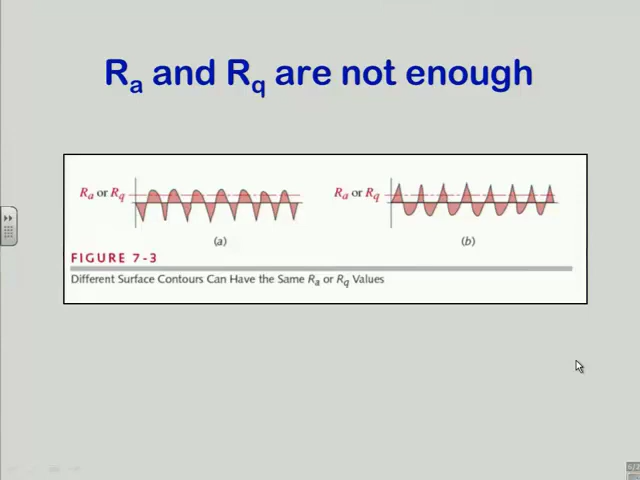 Ra and Rq are not enough
Ra or Rq
Ra or Rq
(a)
(b)
FIGURE 7-3
Different Surface Contours Can Have the Same Ra or Rq Values